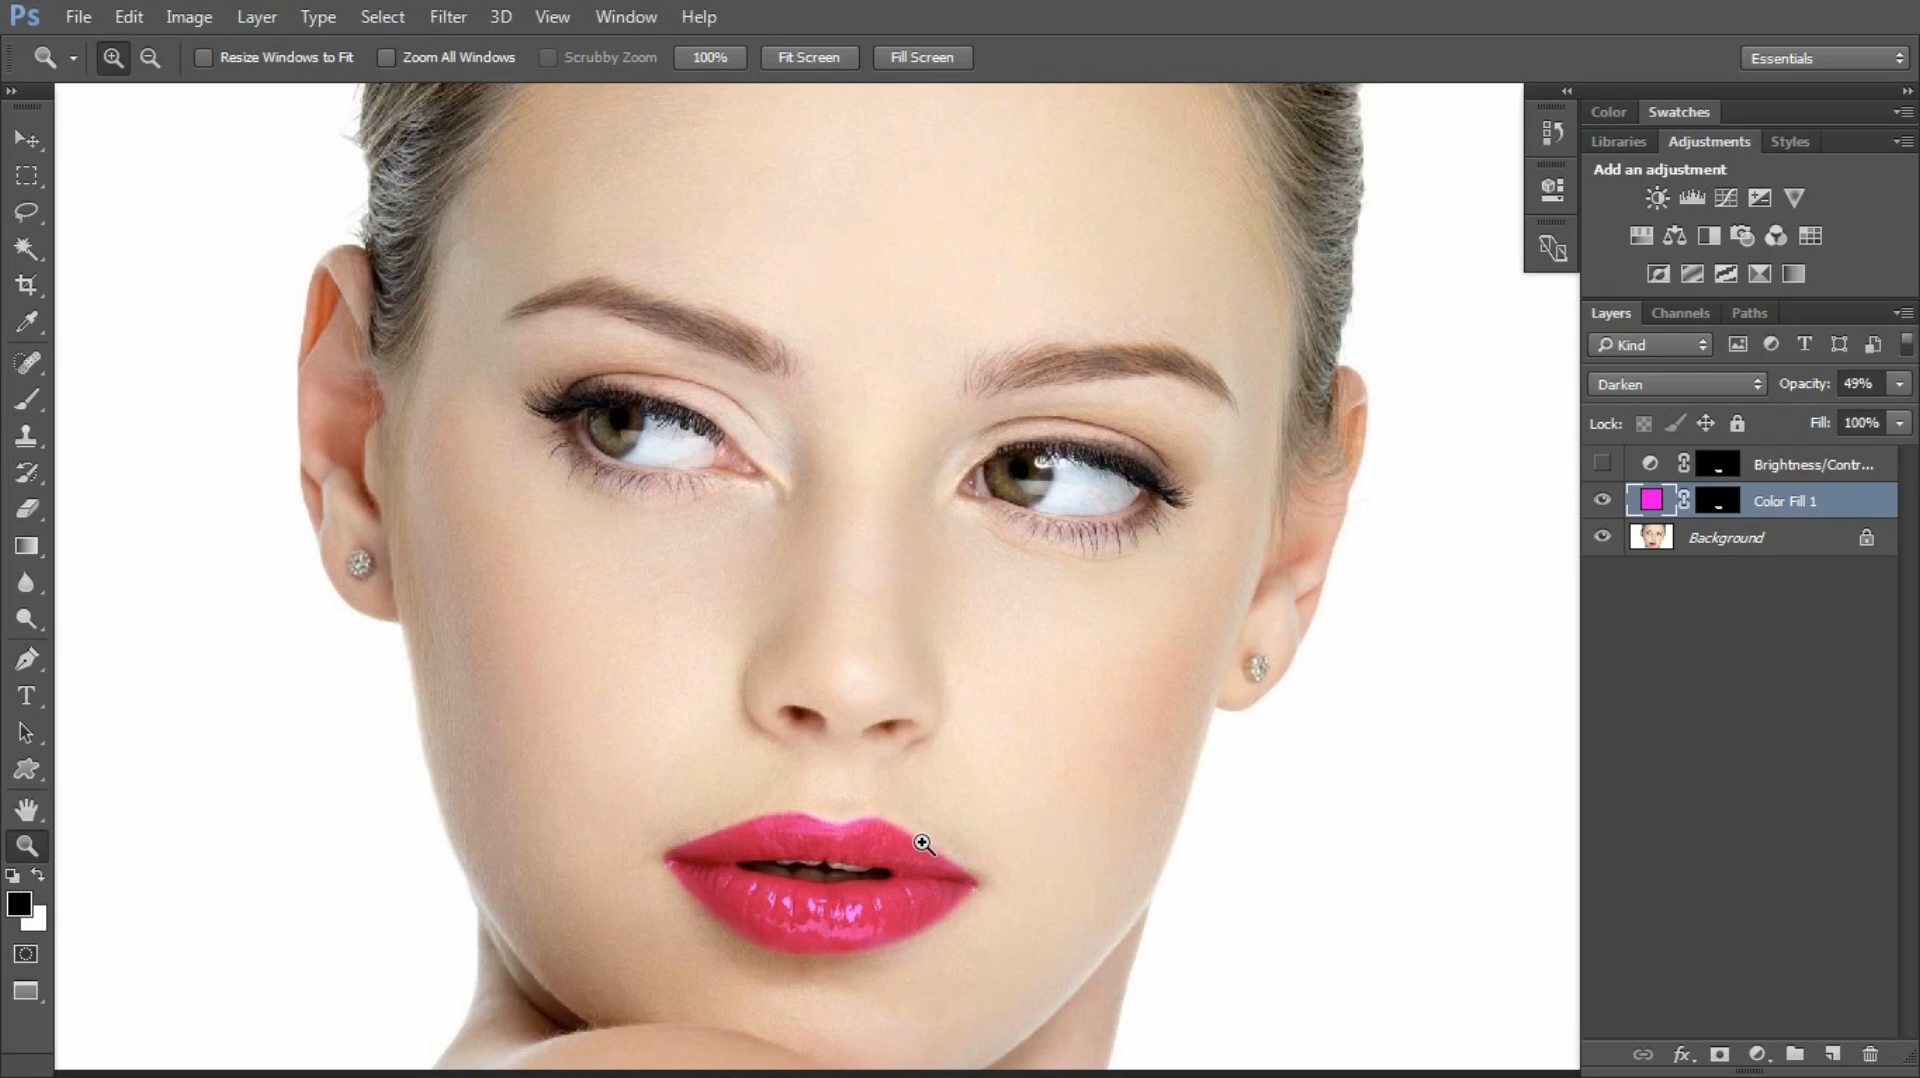 Ps File Edit Image Layer Type Select Filter 3D View Window Help
Resize Windows to Fit Zoom All Windows Scrubby Zoom 100% Fit Screen Fill Screen Essentials
Color Swatches
Libraries Adjustments Styles
Add an adjustment
Layers Channels Paths
Kind
Darken Opacity: 49%
Lock: Fill: 100%
Brightness/Contr...
Color Fill 1
Background